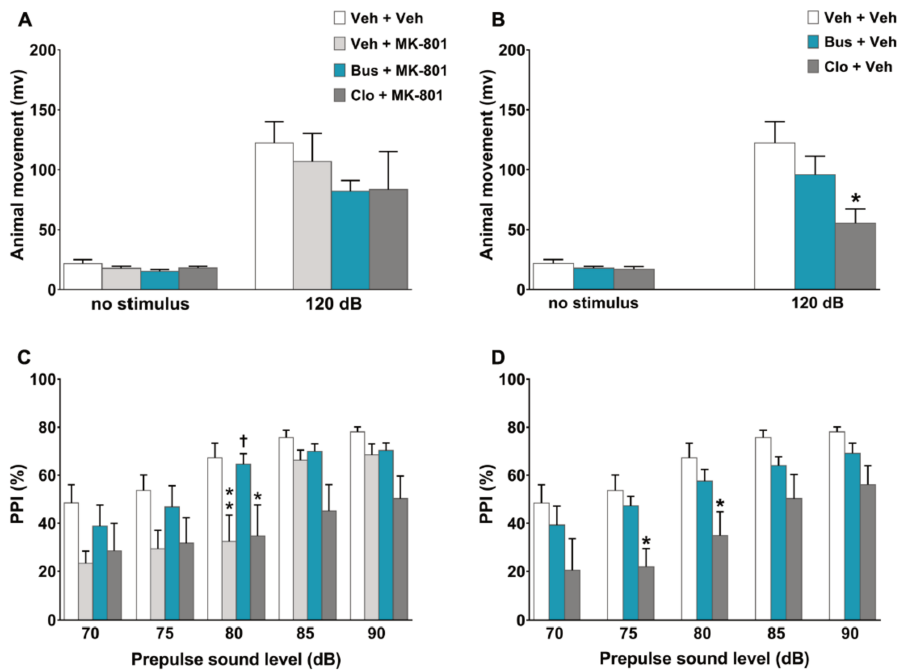 A
Veh + Veh
Veh + MK-801
Bus + MK-801
Clo + MK-801
Animal movement (mv)
200
150
100
50
0
no stimulus
120 dB
B
Veh + Veh
Bus + Veh
Clo + Veh
Animal movement (mv)
200
150
100
50
0
*
no stimulus
120 dB
C
PPI (%)
100
80
60
40
20
0
*
*
†
*
70
75
80
85
90
Prepulse sound level (dB)
D
PPI (%)
100
80
60
40
20
0
*
*
70
75
80
85
90
Prepulse sound level (dB)